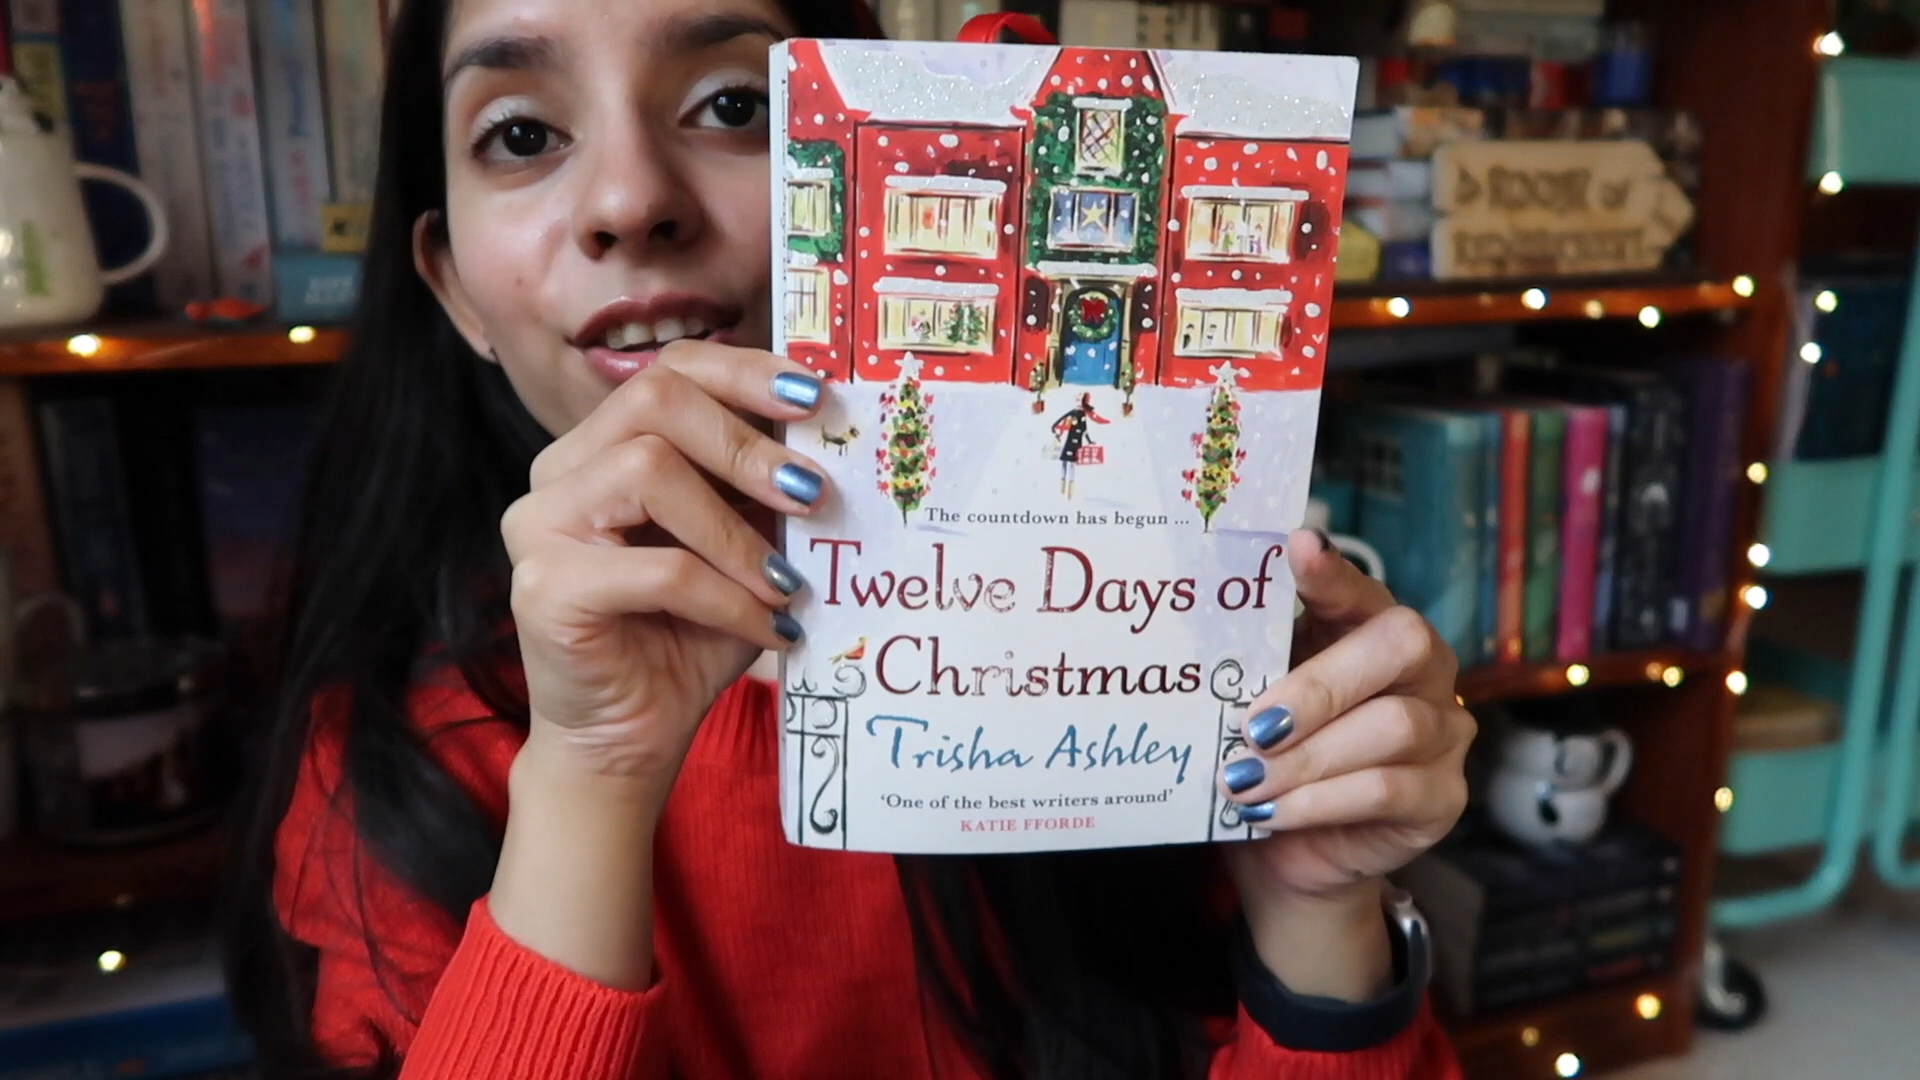 The countdown has begun ...
Twelve Days of
Christmas
Trisha Ashley
‘One of the best writers around’
KATIE FFORDE